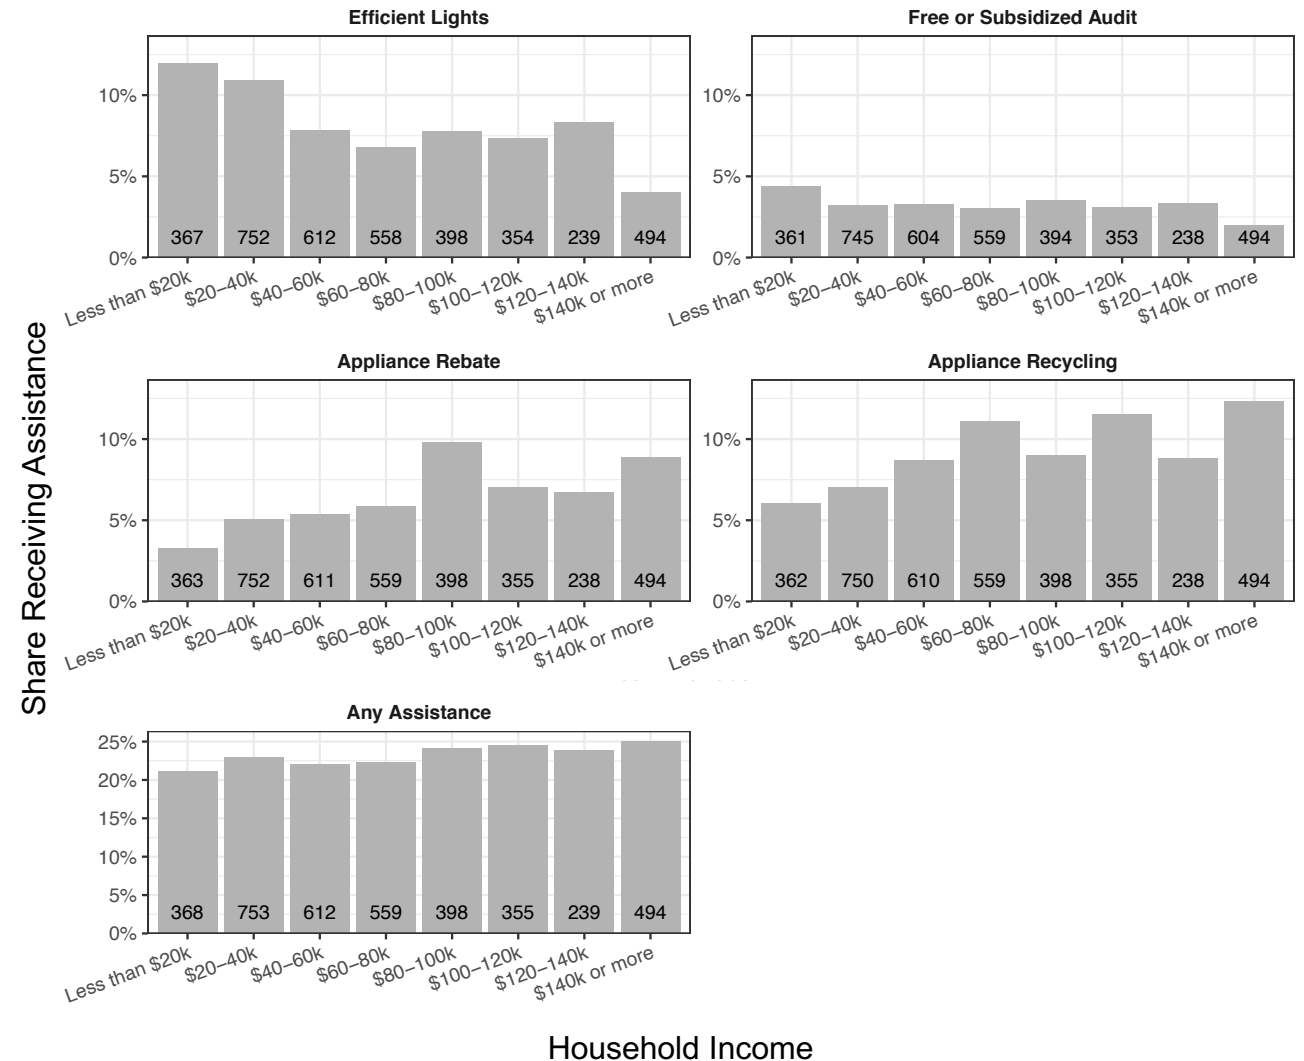 Efficient Lights
10%
5%
0%
367 752 612 558 398 354 239 494
Less than $20k $20–40k $40–60k $60–80k $80–100k $100–120k $120–140k $140k or more
Free or Subsidized Audit
10%
5%
0%
361 745 604 559 394 353 238 494
Less than $20k $20–40k $40–60k $60–80k $80–100k $100–120k $120–140k $140k or more
Share Receiving Assistance
Appliance Rebate
10%
5%
0%
363 752 611 559 398 355 238 494
Less than $20k $20–40k $40–60k $60–80k $80–100k $100–120k $120–140k $140k or more
Appliance Recycling
10%
5%
0%
362 750 610 559 398 355 238 494
Less than $20k $20–40k $40–60k $60–80k $80–100k $100–120k $120–140k $140k or more
Any Assistance
25%
20%
15%
10%
5%
0%
368 753 612 559 398 355 239 494
Less than $20k $20–40k $40–60k $60–80k $80–100k $100–120k $120–140k $140k or more
Household Income